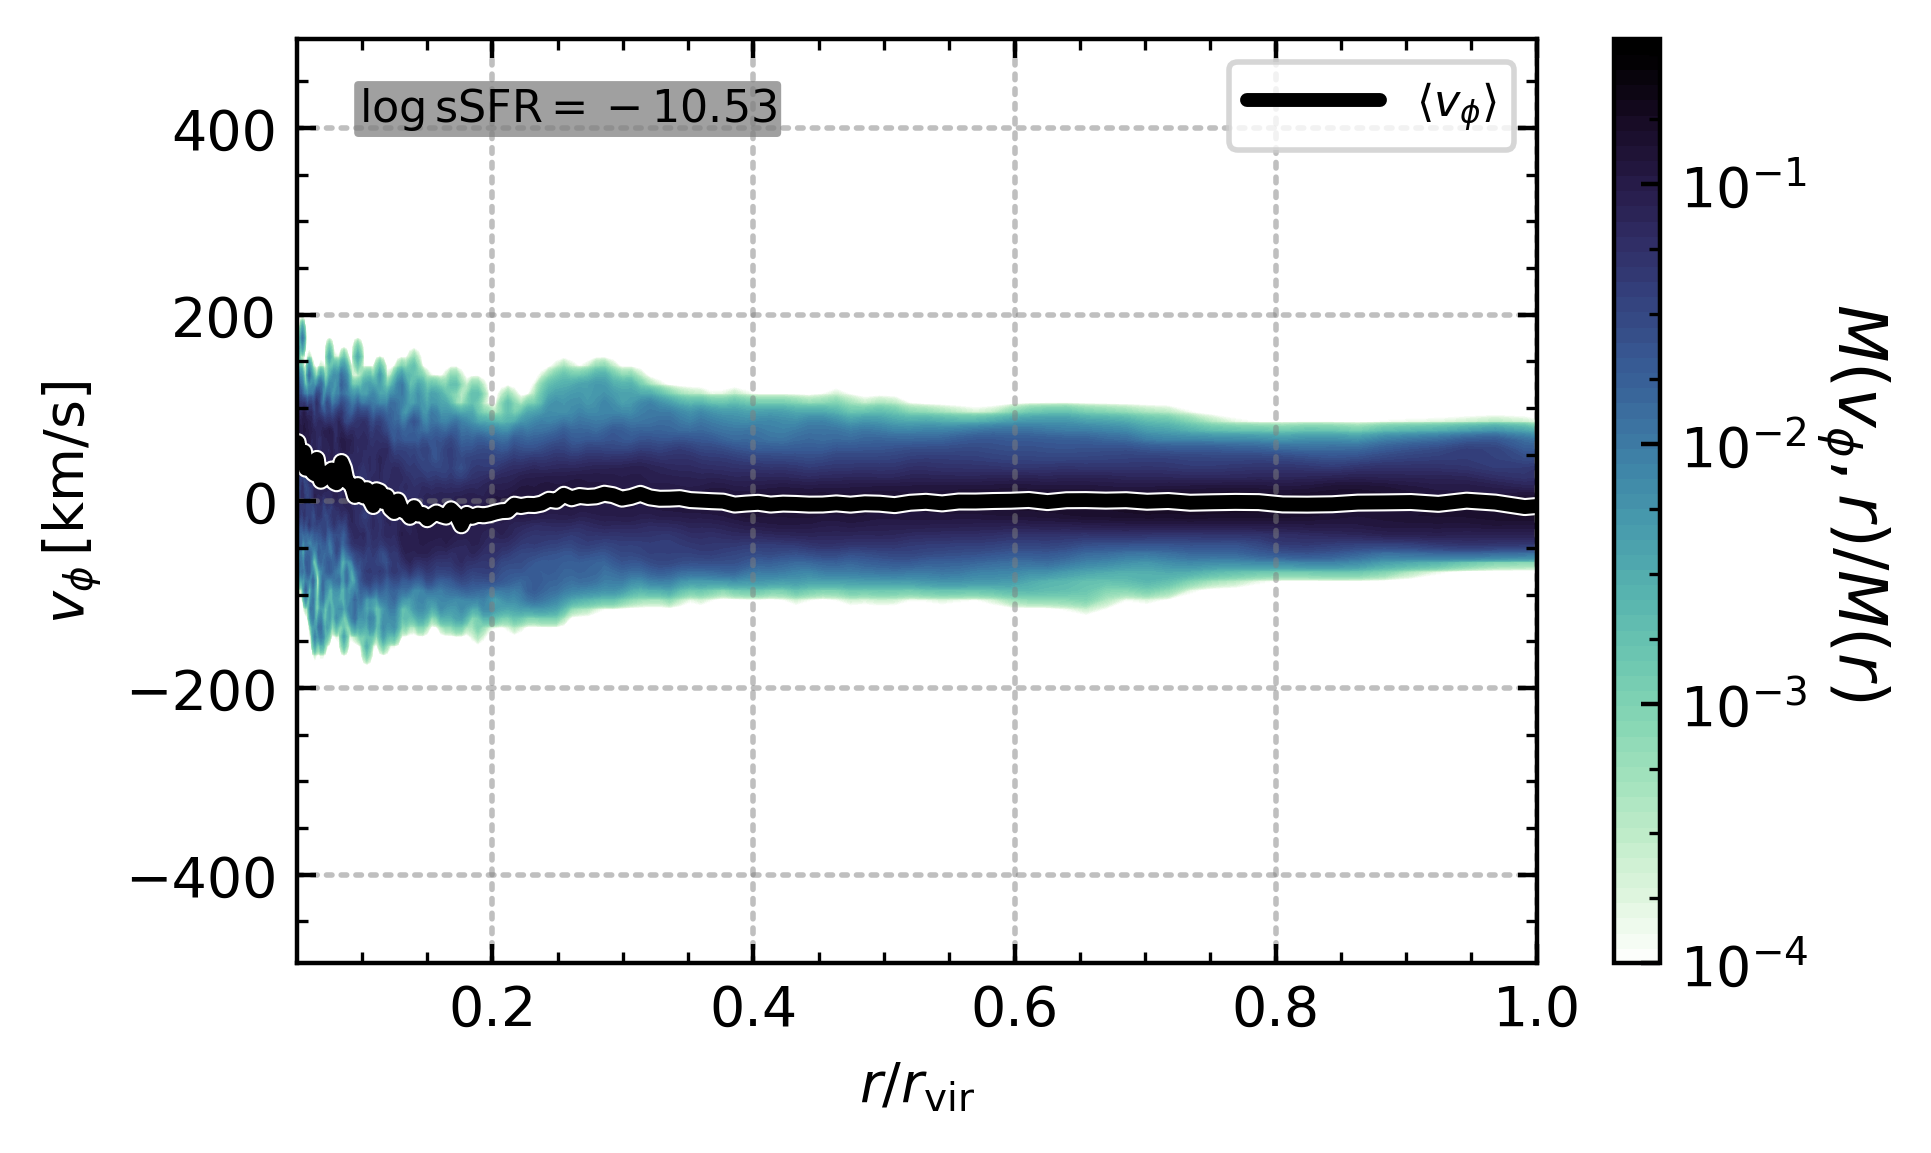 log sSFR = − 10.53
⟨v_ϕ⟩
400
200
0
−200
−400
v_ϕ [km/s]
0.2 0.4 0.6 0.8 1.0
r/r_vir
10⁻¹
10⁻²
10⁻³
10⁻⁴
M(v_ϕ, r)/M(r)